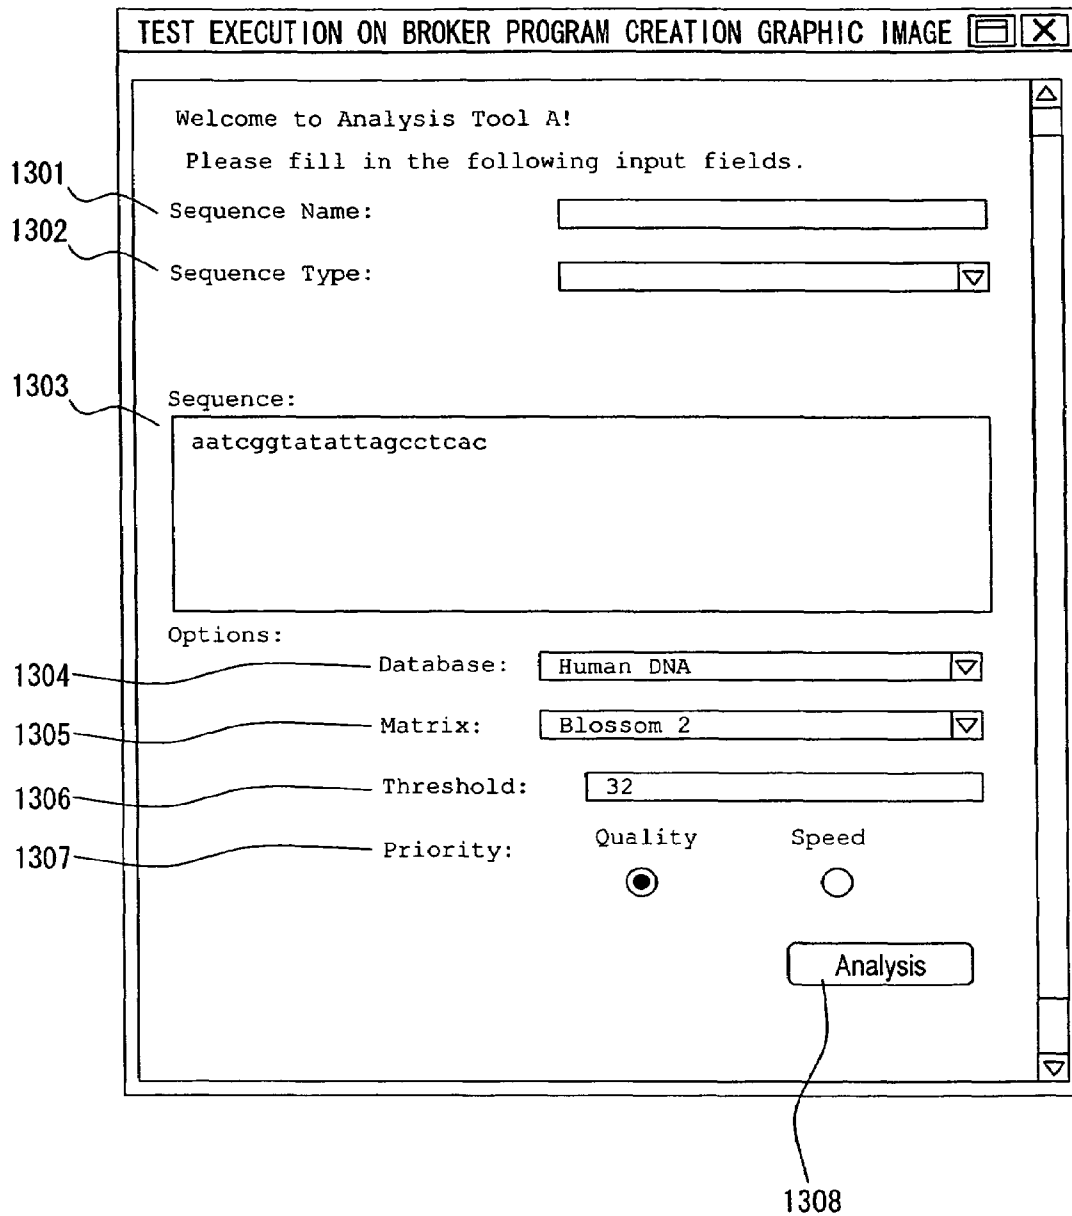 TEST EXECUTION ON BROKER PROGRAM CREATION GRAPHIC IMAGE
Welcome to Analysis Tool A!
Please fill in the following input fields.
1301
Sequence Name:
1302
Sequence Type:
1303
Sequence:
aatcggtatattagcctcac
Options:
1304 Database: Human DNA
1305 Matrix: Blossom 2
1306 Threshold: 32
Quality Speed
1307 Priority:
Analysis
1308